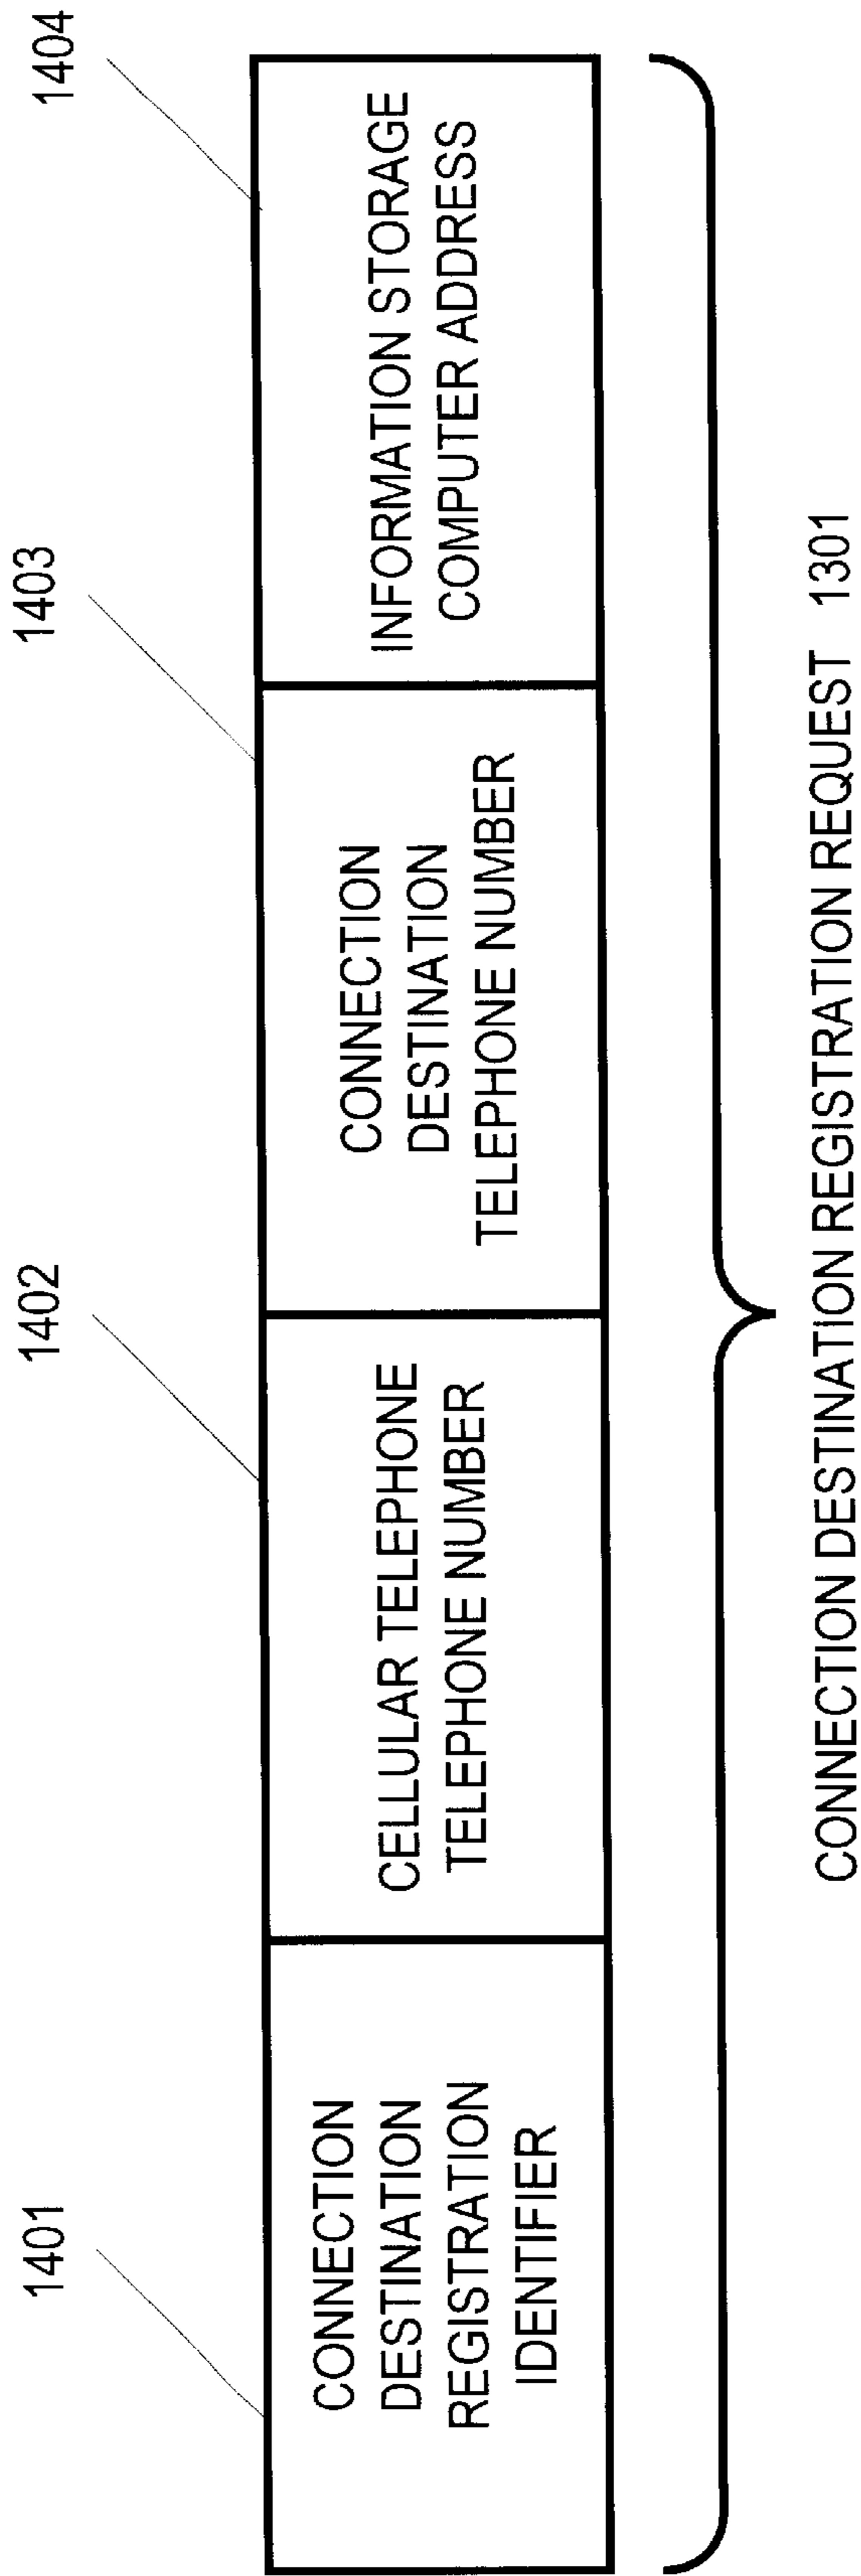 1401
1402
1403
1404
CONNECTION
DESTINATION
REGISTRATION
IDENTIFIER
CELLULAR TELEPHONE
TELEPHONE NUMBER
CONNECTION
DESTINATION
TELEPHONE NUMBER
INFORMATION STORAGE
COMPUTER ADDRESS
CONNECTION DESTINATION REGISTRATION REQUEST 1301